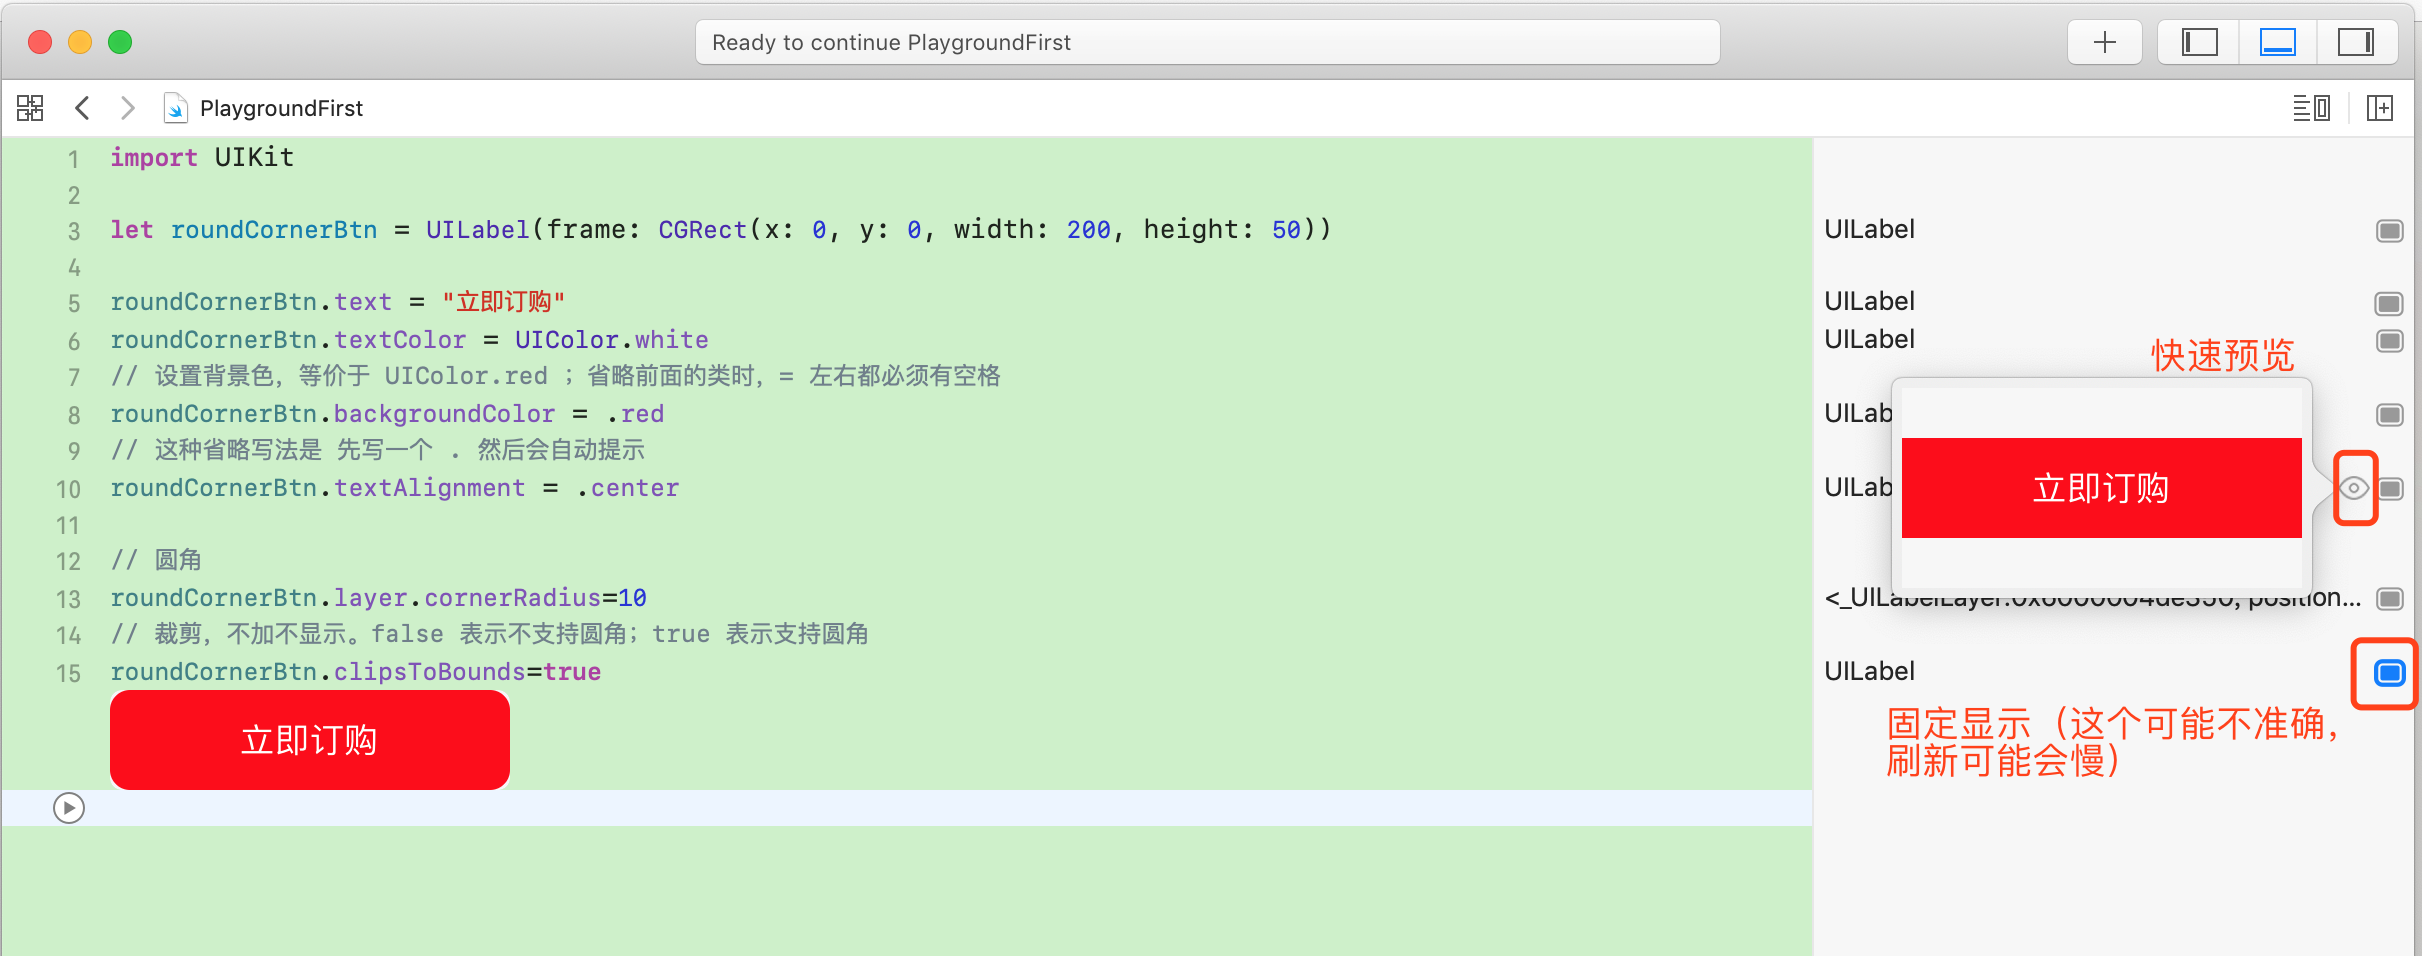 Ready to continue PlaygroundFirst
PlaygroundFirst
1 import UIKit
2
3 let roundCornerBtn = UILabel(frame: CGRect(x: 0, y: 0, width: 200, height: 50))
UILabel
4
5 roundCornerBtn.text = "立即订购"
UILabel
6 roundCornerBtn.textColor = UIColor.white
UILabel
快速预览
7 // 设置背景色，等价于 UIColor.red ；省略前面的类时，= 左右都必须有空格
8 roundCornerBtn.backgroundColor = .red
UILab
9 // 这种省略写法是 先写一个 . 然后会自动提示
10 roundCornerBtn.textAlignment = .center
UILab
立即订购
11
12 // 圆角
13 roundCornerBtn.layer.cornerRadius=10
<_UILabelLayer:0x6000004de350, position...
14 // 裁剪，不加不显示。false 表示不支持圆角；true 表示支持圆角
15 roundCornerBtn.clipsToBounds=true
UILabel
立即订购
固定显示（这个可能不准确，
刷新可能会慢）